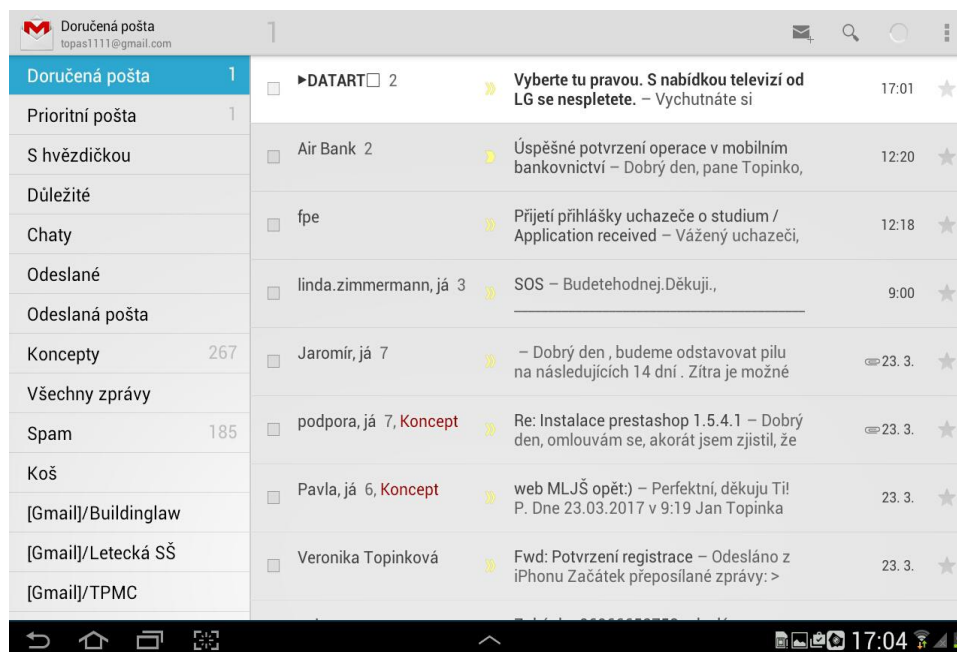 Doručená pošta
topas1111@gmail.com
1
Doručená pošta 1
Prioritní pošta 1
S hvězdičkou
Důležité
Chaty
Odeslané
Odeslaná pošta
Koncepty 267
Všechny zprávy
Spam 185
Koš
[Gmail]/Buildinglaw
[Gmail]/Letecká SŠ
[Gmail]/TPMC
►DATART□ 2
Vyberte tu pravou. S nabídkou televizí od
LG se nespletete. – Vychutnáte si
17:01
Air Bank 2
Úspěšné potvrzení operace v mobilním
bankovnictví – Dobrý den, pane Topinko,
12:20
fpe
Přijetí přihlášky uchazeče o studium /
Application received – Vážený uchazeči,
12:18
linda.zimmermann, já 3
SOS – Budetehodnej.Děkuji.,
9:00
Jaromír, já 7
– Dobrý den , budeme odstavovat pilu
na následujících 14 dní . Zítra je možné
23. 3.
podpora, já 7, Koncept
Re: Instalace prestashop 1.5.4.1 – Dobrý
den, omlouvám se, akorát jsem zjistil, že
23. 3.
Pavla, já 6, Koncept
web MLJŠ opět:) – Perfektní, děkuju Ti!
P. Dne 23.03.2017 v 9:19 Jan Topinka
23. 3.
Veronika Topinková
Fwd: Potvrzení registrace – Odesláno z
iPhonu Začátek přeposílané zprávy: >
23. 3.
17:04